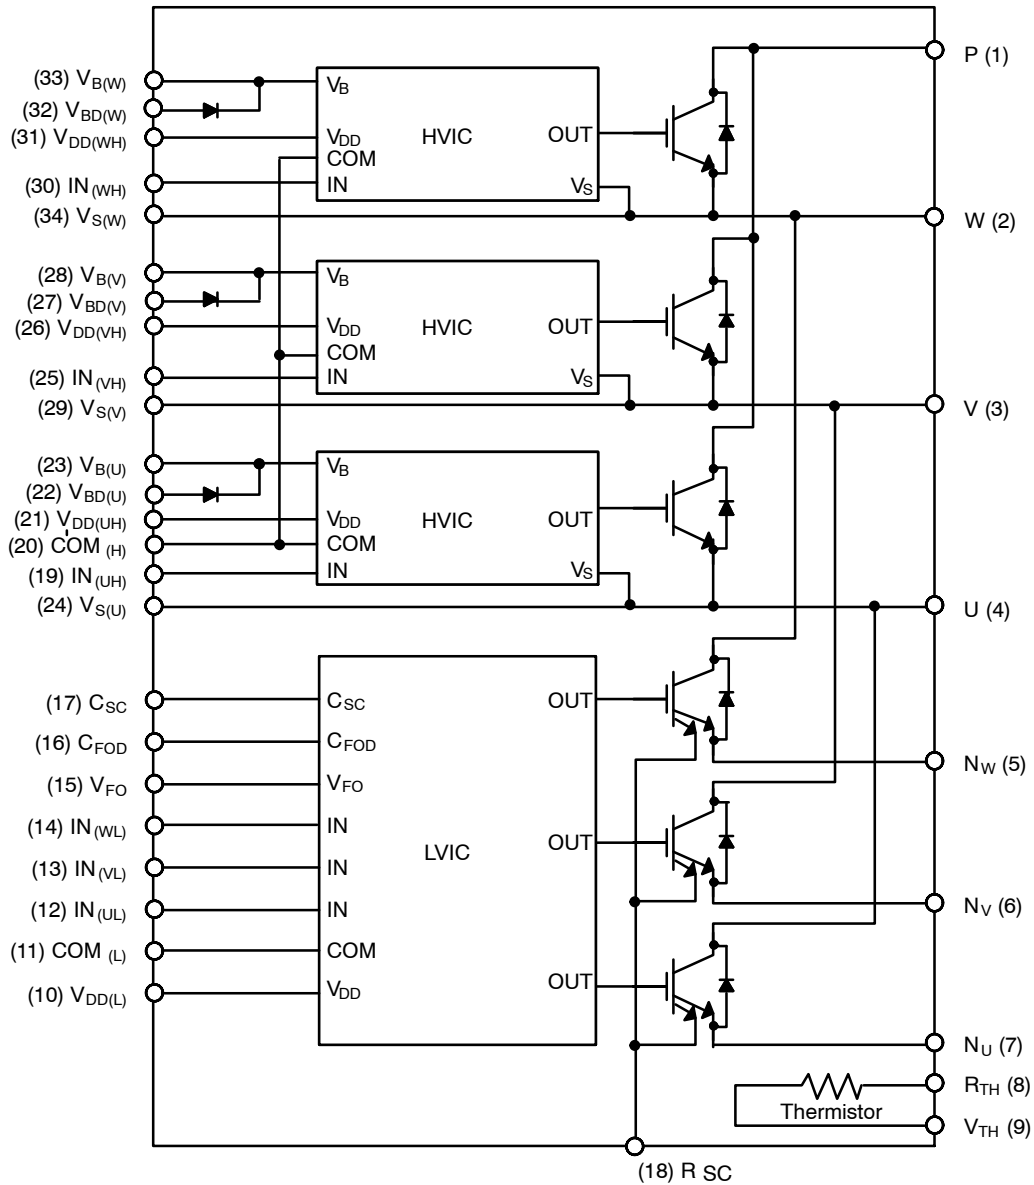 (33) VB(W)
(32) VBD(W)
(31) VDD(WH)
(30) IN(WH)
(34) VS(W)
(28) VB(V)
(27) VBD(V)
(26) VDD(VH)
(25) IN(VH)
(29) VS(V)
(23) VB(U)
(22) VBD(U)
(21) VDD(UH)
(20) COM (H)
(19) IN(UH)
(24) VS(U)
(17) CSC
(16) CFOD
(15) VFO
(14) IN(WL)
(13) IN(VL)
(12) IN(UL)
(11) COM (L)
(10) VDD(L)
VB
VDD
COM
IN
HVIC
OUT
VS
VB
VDD
COM
IN
HVIC
OUT
VS
VB
VDD
COM
IN
HVIC
OUT
VS
CSC
CFOD
VFO
IN
IN
IN
COM
VDD
LVIC
OUT
OUT
OUT
P (1)
W (2)
V (3)
U (4)
NW (5)
NV (6)
NU (7)
RTH (8)
Thermistor
VTH (9)
(18) R SC